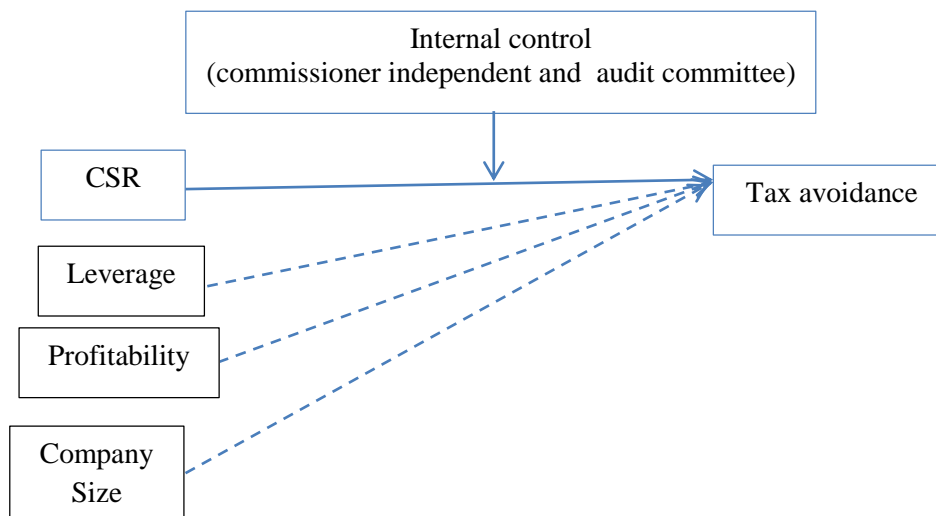 Internal control
(commissioner independent and audit committee)
CSR
Tax avoidance
Leverage
Profitability
Company
Size